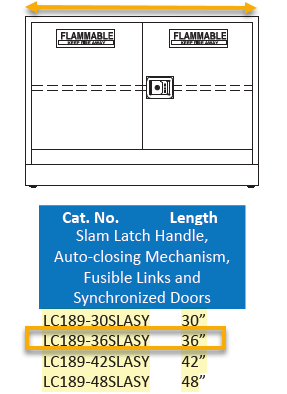 FLAMMABLE FLAMMABLE
KEEP FIRE AWAY KEEP FIRE AWAY
Cat. No. Length
Slam Latch Handle,
Auto-closing Mechanism,
Fusible Links and
Synchronized Doors
LC189-30SLASY 30”
LC189-36SLASY 36”
LC189-42SLASY 42”
LC189-48SLASY 48”